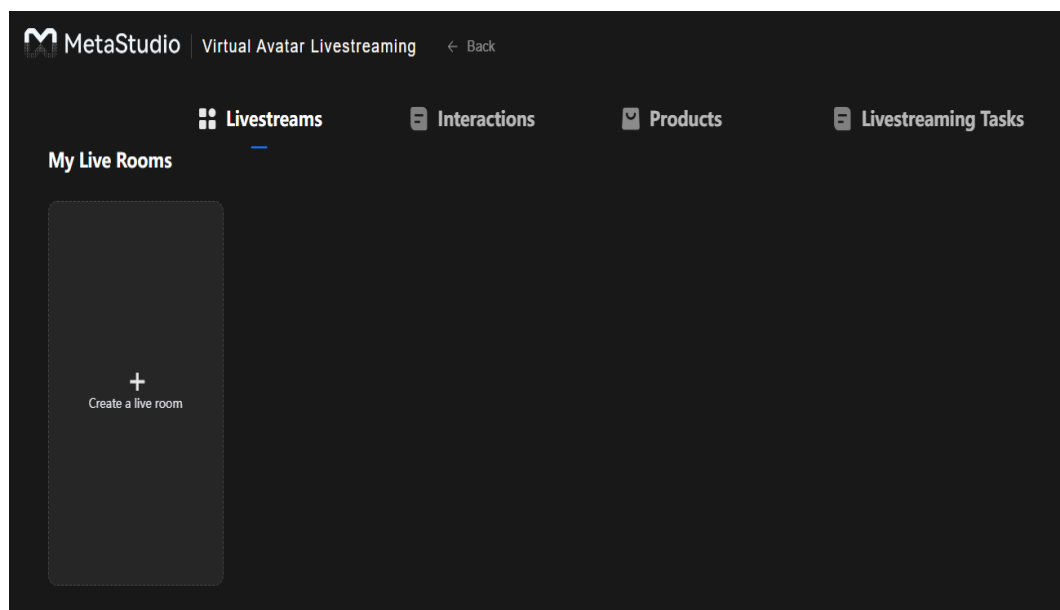 MetaStudio Virtual Avatar Livestreaming ← Back
Livestreams Interactions Products Livestreaming Tasks
My Live Rooms
+
Create a live room